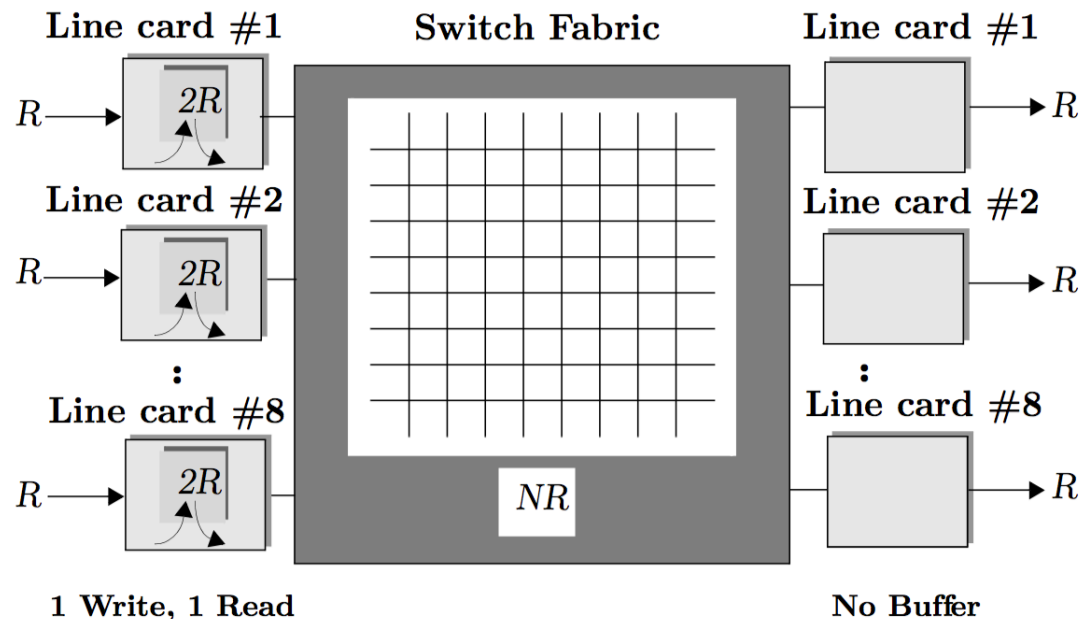 Line card #1
Switch Fabric
Line card #1
R
2R
R
Line card #2
Line card #2
R
2R
R
:
:
Line card #8
Line card #8
R
2R
NR
R
1 Write, 1 Read
No Buffer